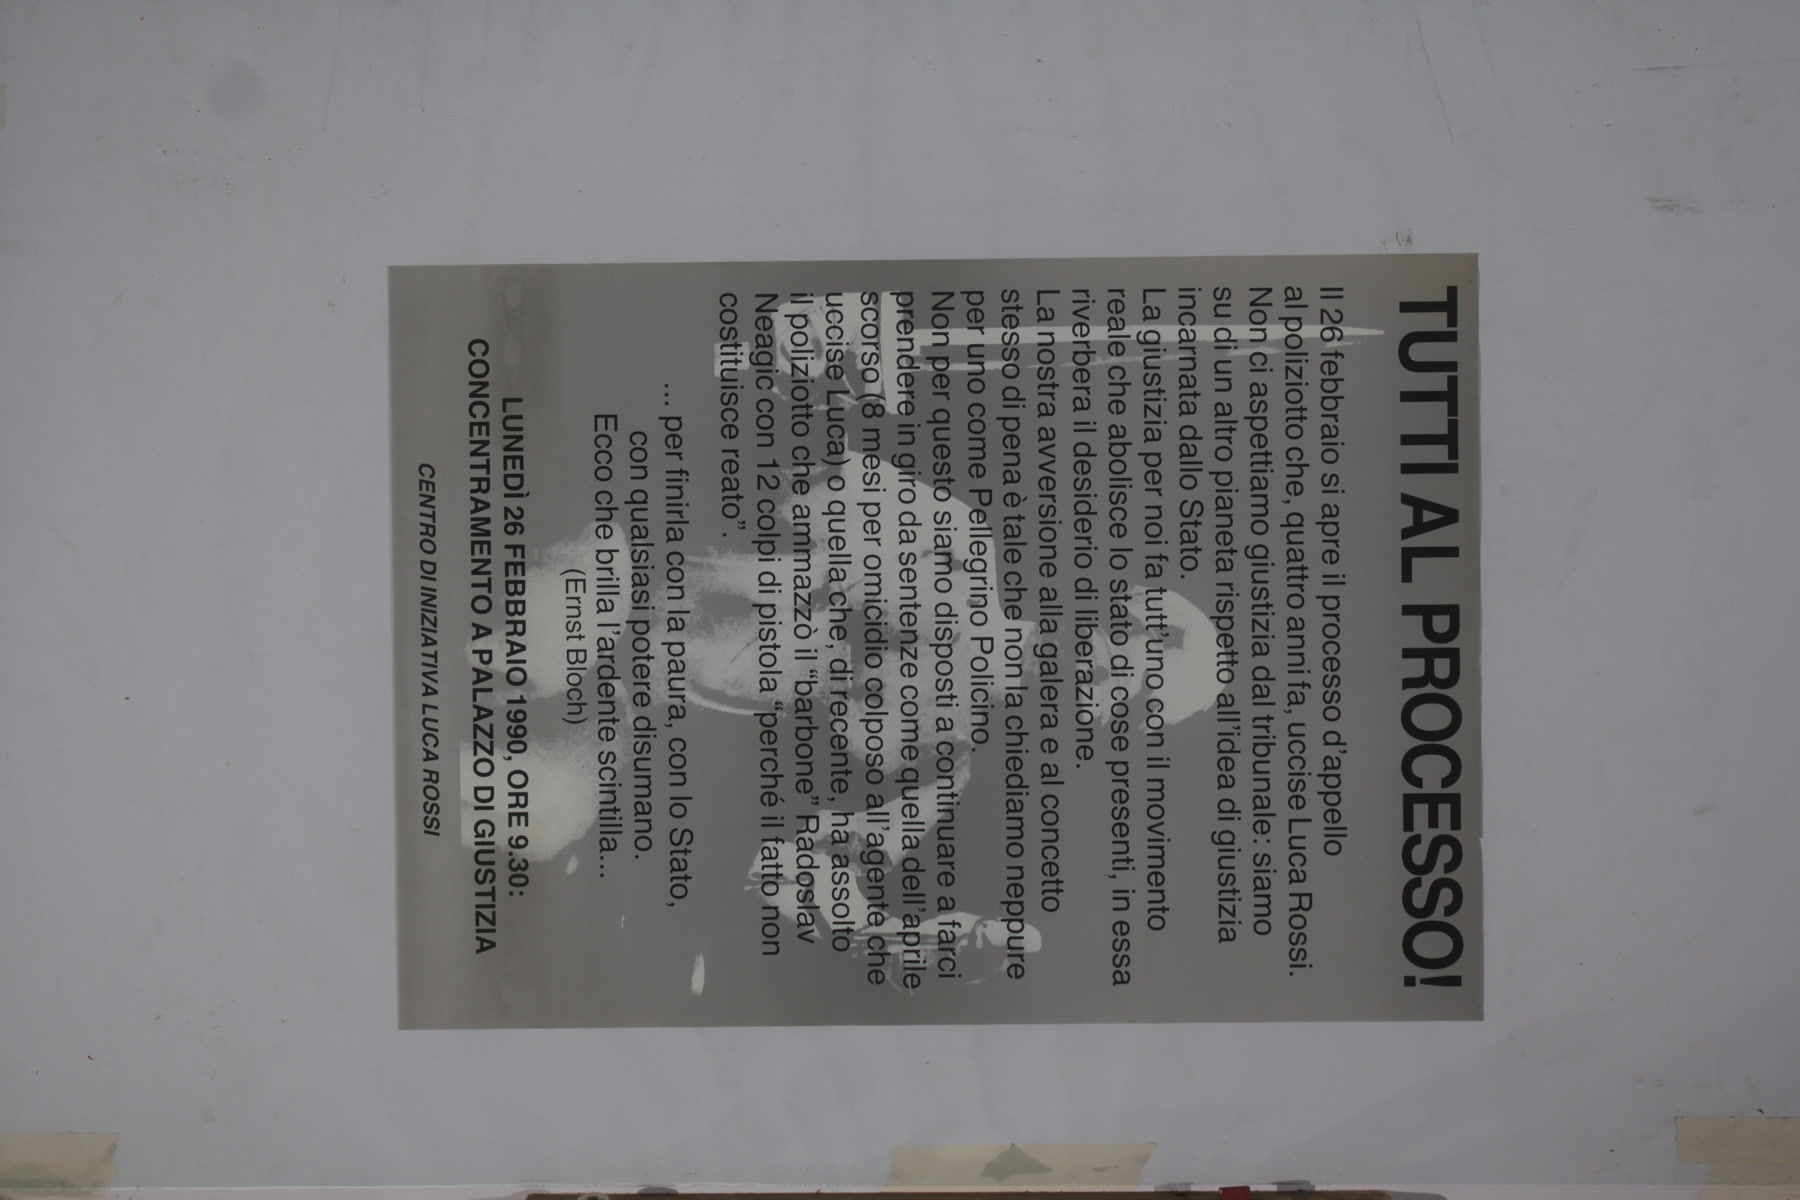 TUTTI AL PROCESSO!
Il 26 febbraio si apre il processo d'appello
al poliziotto che, quattro anni fa, uccise Luca Rossi.
Non ci aspettiamo giustizia dal tribunale: siamo
su di un altro pianeta rispetto all'idea di giustizia
incarnata dallo Stato.
La giustizia per noi fa tutt'uno con il movimento
reale che abolisce lo stato di cose presenti, in essa
riverbera il desiderio di liberazione.
La nostra avversione alla galera e al concetto
stesso di pena è tale che non la chiediamo neppure
per uno come Pellegrino Policino.
Non per questo siamo disposti a continuare a farci
prendere in giro da sentenze come quella dell'aprile
scorso (8 mesi per omicidio colposo all'agente che
uccise Luca) o quella che, di recente, ha assolto
il poliziotto che ammazzò il “barbone” Radoslav
Neagic con 12 colpi di pistola “perché il fatto non
costituisce reato”.
... per finirla con la paura, con lo Stato,
con qualsiasi potere disumano.
Ecco che brilla l'ardente scintilla...
(Ernst Bloch)
LUNEDÌ 26 FEBBRAIO 1990, ORE 9.30:
CONCENTRAMENTO A PALAZZO DI GIUSTIZIA
CENTRO DI INIZIATIVA LUCA ROSSI